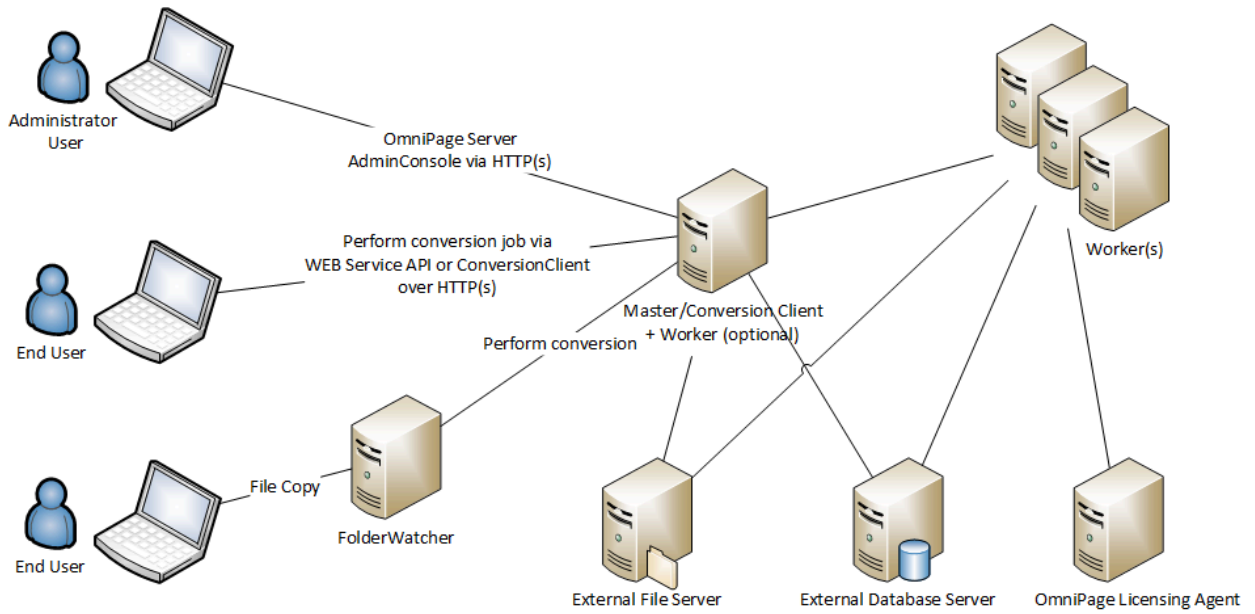 Administrator
User
OmniPage Server
AdminConsole via HTTP(s)
Worker(s)
Perform conversion job via
WEB Service API or ConversionClient
over HTTP(s)
End User
Master/Conversion Client
+ Worker (optional)
Perform conversion
File Copy
FolderWatcher
End User
External File Server
External Database Server
OmniPage Licensing Agent